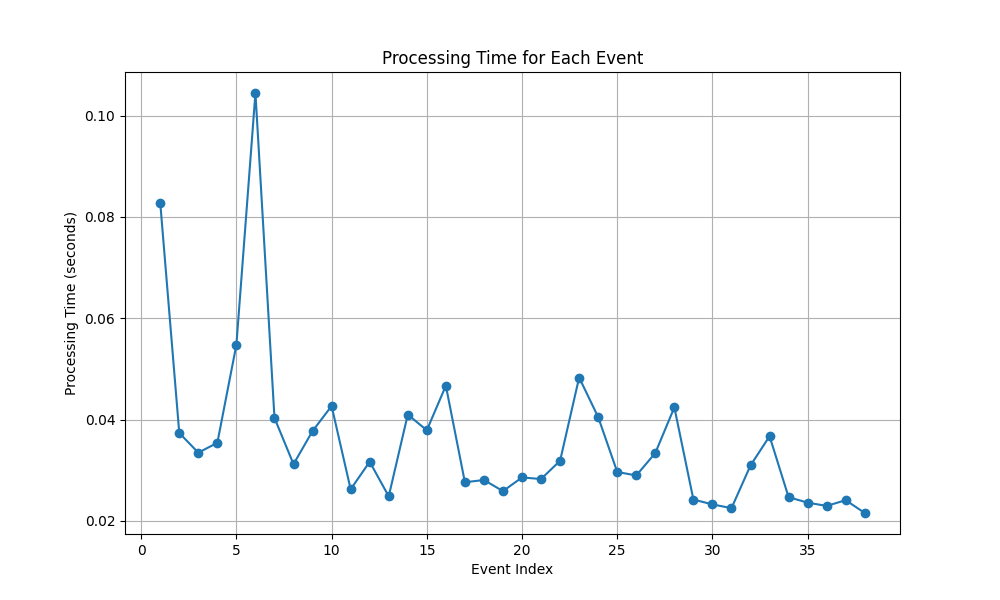 Processing Time for Each Event
Processing Time (seconds)
0.10
0.08
0.06
0.04
0.02
0 5 10 15 20 25 30 35
Event Index